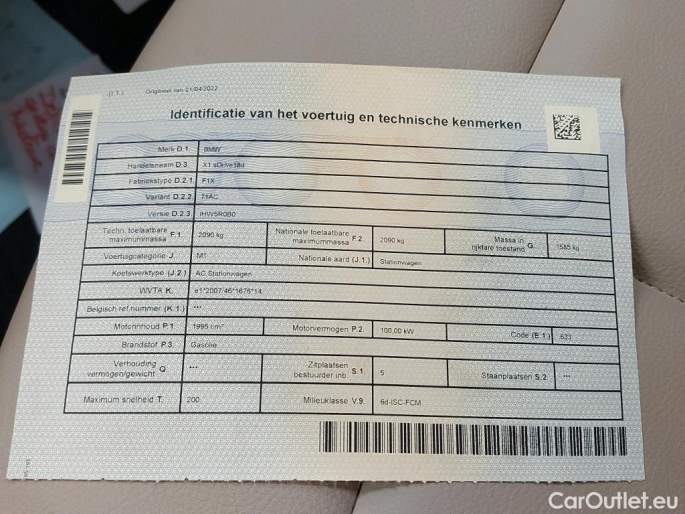 (D.T.) Origineel van 21/04/2022
Identificatie van het voertuig en technische kenmerken
Merk D.1. BMW
Handelsnaam D.3. X1 sDrive18d
Fabriekstype D.2.1. F1X
Variant D.2.2. 71AC
Versie D.2.3. IHW5R0B0
Techn. toelaatbare maximummassa F.1. 2090 kg Nationale toelaatbare maximummassa F.2. 2090 kg Massa in rijklare toestand G. 1585 kg
Voertuigcategorie J. M1 Nationale aard (J.1.) Stationwagen
Koetswerktype (J.2.) AC Stationwagen
WVTA K. e1*2007/46*1676*14
Belgisch ref.nummer (K.1.) ---
Motorinhoud P.1. 1995 cm³ Motorvermogen P.2. 100,00 kW Code (E.1.) 633
Brandstof P.3. Gasolie
Verhouding vermogen/gewicht Q. --- Zitplaatsen bestuurder inb. S.1. 5 Staanplaatsen S.2. ---
Maximum snelheid T. 200 Milieuklasse V.9. 6d-ISC-FCM
CarOutlet.eu